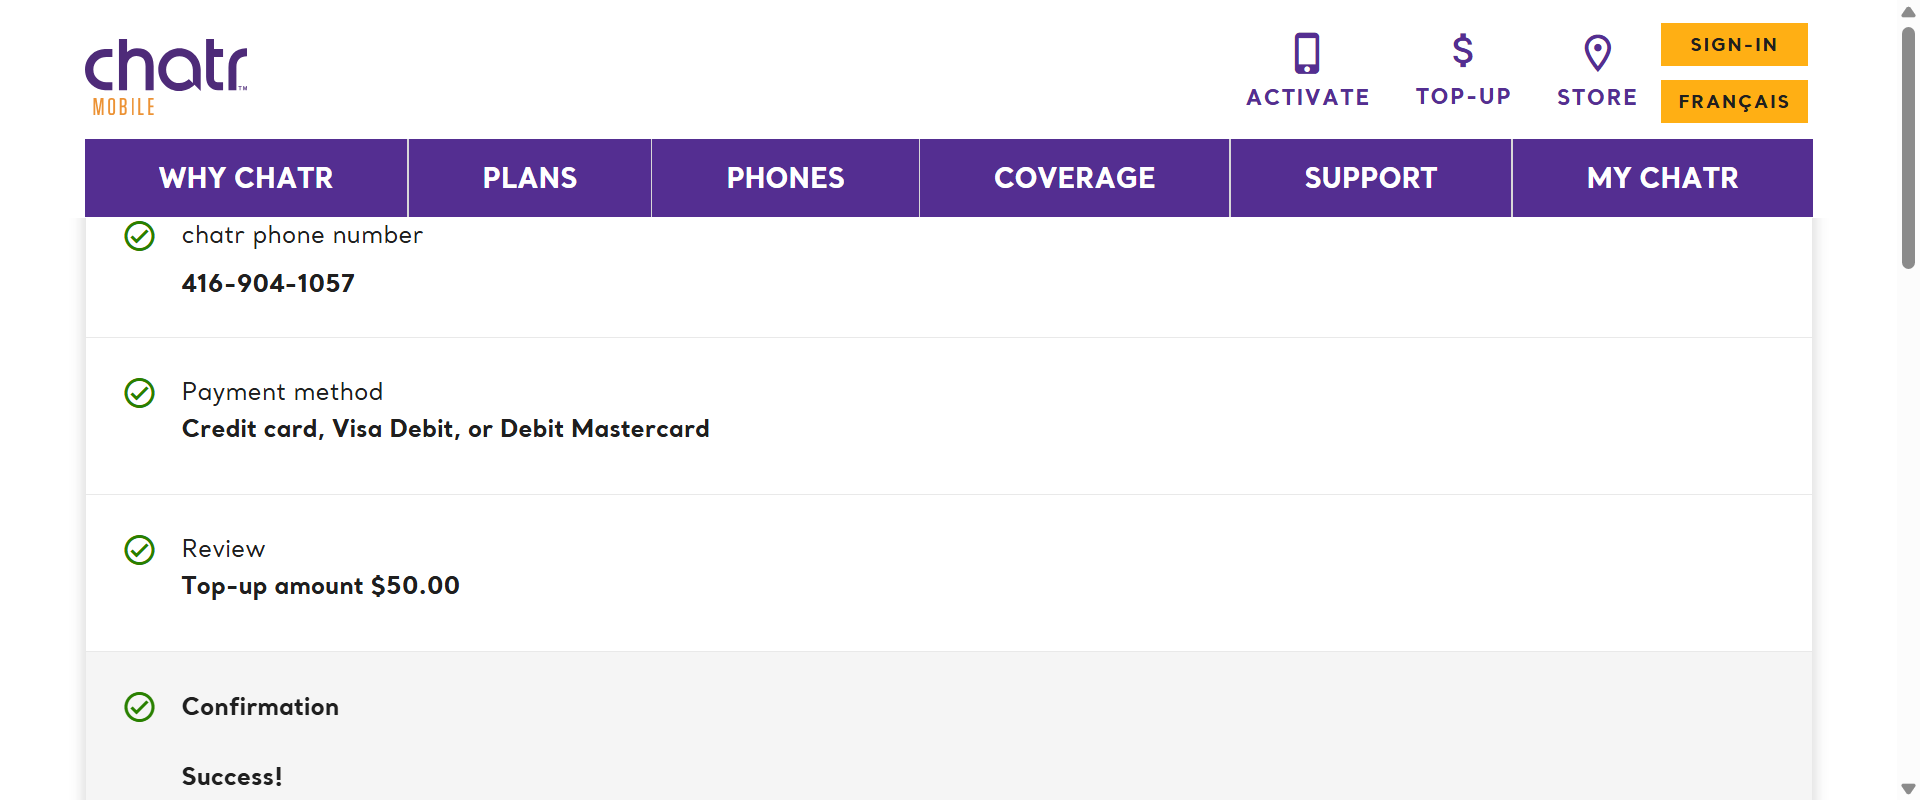 chatr™
MOBILE
ACTIVATE
TOP-UP
STORE
SIGN-IN
FRANÇAIS
WHY CHATR
PLANS
PHONES
COVERAGE
SUPPORT
MY CHATR
chatr phone number
416-904-1057
Payment method
Credit card, Visa Debit, or Debit Mastercard
Review
Top-up amount $50.00
Confirmation
Success!